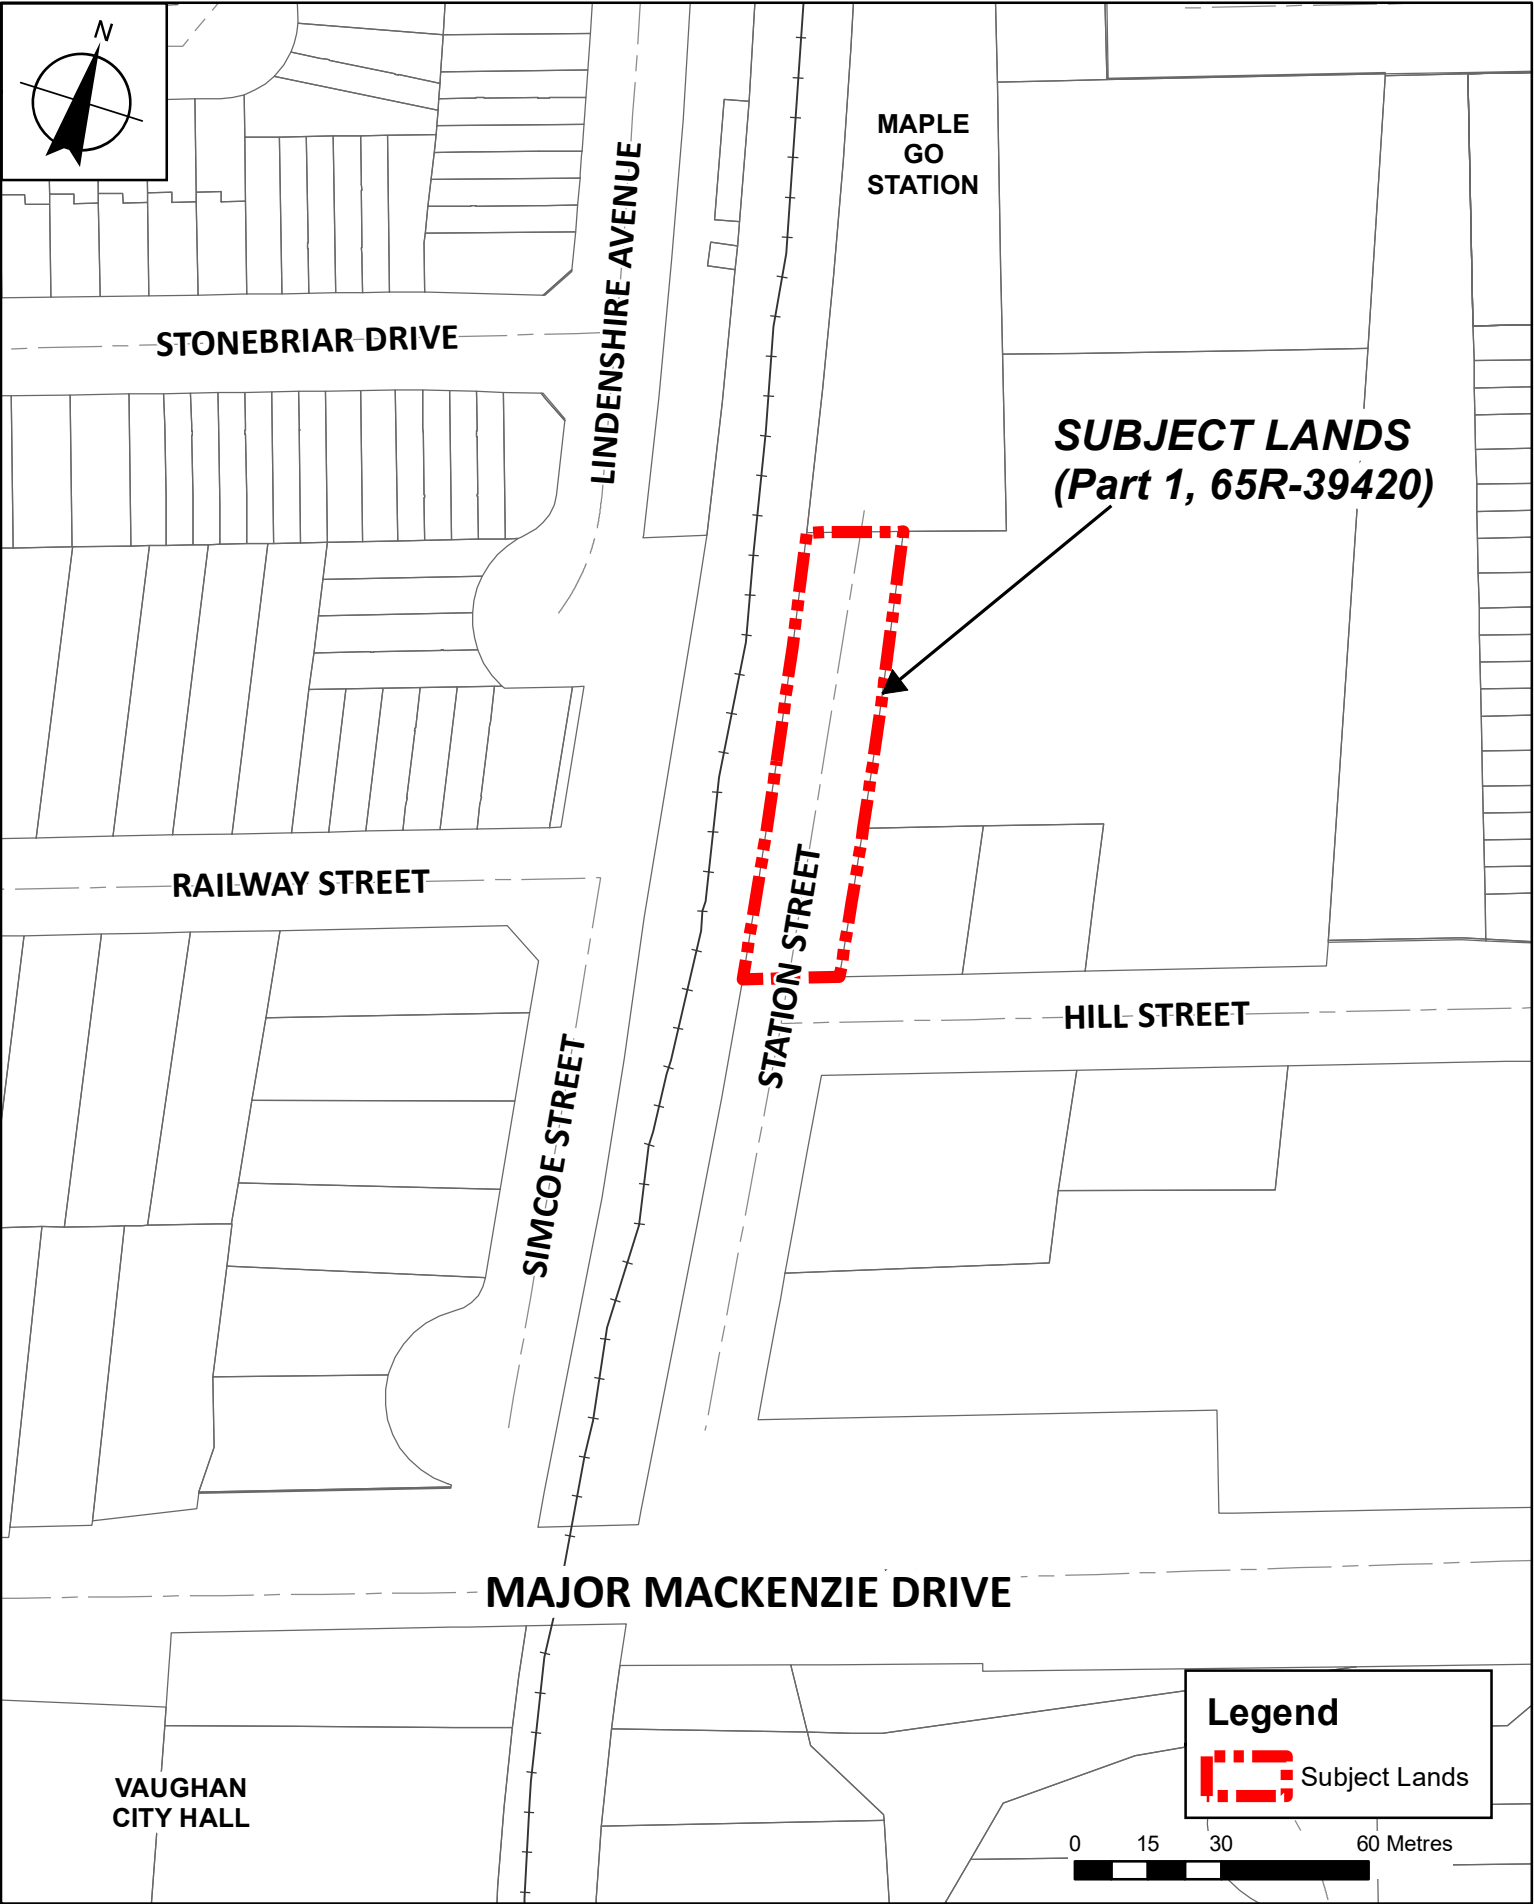 N
MAPLE
GO
STATION
LINDENSHIRE AVENUE
STONEBRIAR DRIVE
SUBJECT LANDS
(Part 1, 65R-39420)
RAILWAY STREET
STATION STREET
HILL STREET
SIMCOE STREET
MAJOR MACKENZIE DRIVE
VAUGHAN
CITY HALL
Legend
Subject Lands
0 15 30 60 Metres